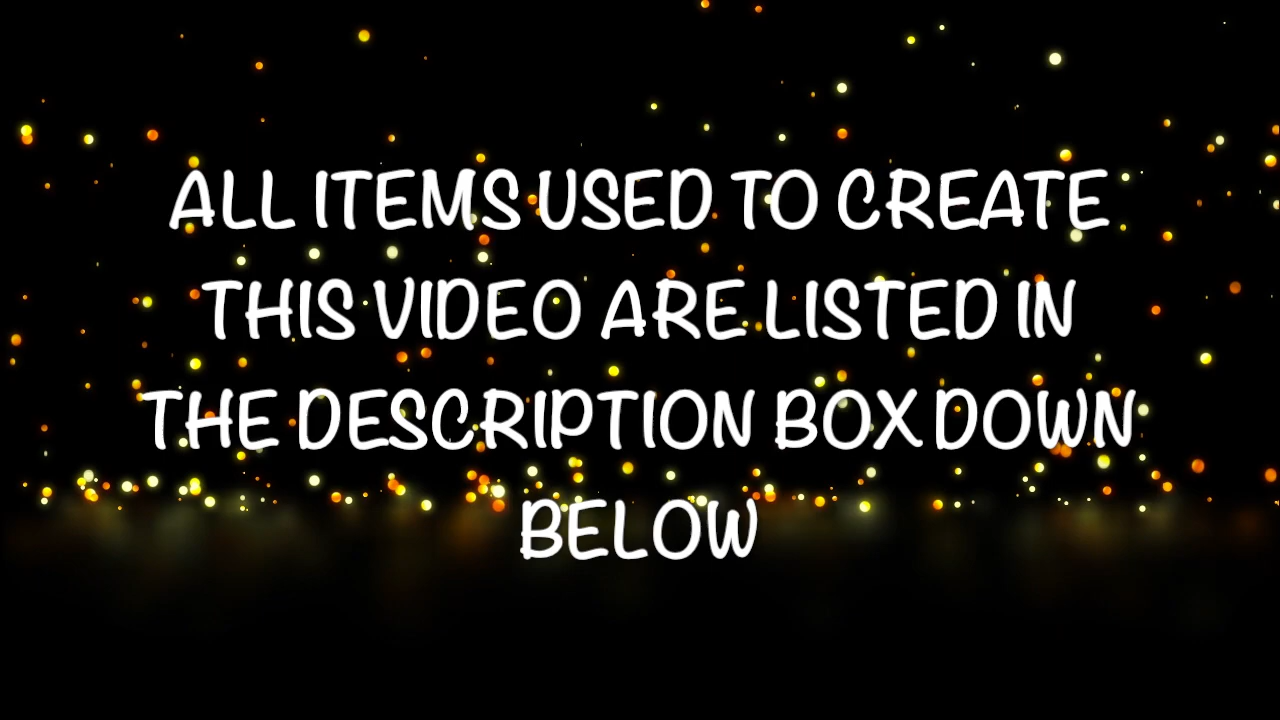 ALL ITEMS USED TO CREATE
THIS VIDEO ARE LISTED IN
THE DESCRIPTION BOX DOWN
BELOW